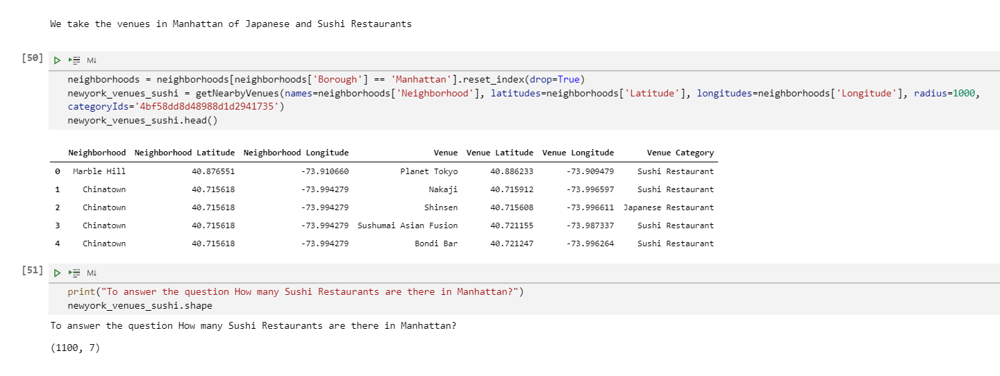 We take the venues in Manhattan of Japanese and Sushi Restaurants
[50]
M↓
neighborhoods = neighborhoods[neighborhoods['Borough'] == 'Manhattan'].reset_index(drop=True)
newyork_venues_sushi = getNearbyVenues(names=neighborhoods['Neighborhood'], latitudes=neighborhoods['Latitude'], longitudes=neighborhoods['Longitude'], radius=1000,
categoryIds='4bf58dd8d48988d1d2941735')
newyork_venues_sushi.head()
Neighborhood Neighborhood Latitude Neighborhood Longitude Venue Venue Latitude Venue Longitude Venue Category
0 Marble Hill 40.876551 -73.910660 Planet Tokyo 40.886233 -73.909479 Sushi Restaurant
1 Chinatown 40.715618 -73.994279 Nakaji 40.715912 -73.996597 Sushi Restaurant
2 Chinatown 40.715618 -73.994279 Shinsen 40.715608 -73.996611 Japanese Restaurant
3 Chinatown 40.715618 -73.994279 Sushumai Asian Fusion 40.721155 -73.987337 Sushi Restaurant
4 Chinatown 40.715618 -73.994279 Bondi Bar 40.721247 -73.996264 Sushi Restaurant
[51]
M↓
print("To answer the question How many Sushi Restaurants are there in Manhattan?")
newyork_venues_sushi.shape
To answer the question How many Sushi Restaurants are there in Manhattan?
(1100, 7)